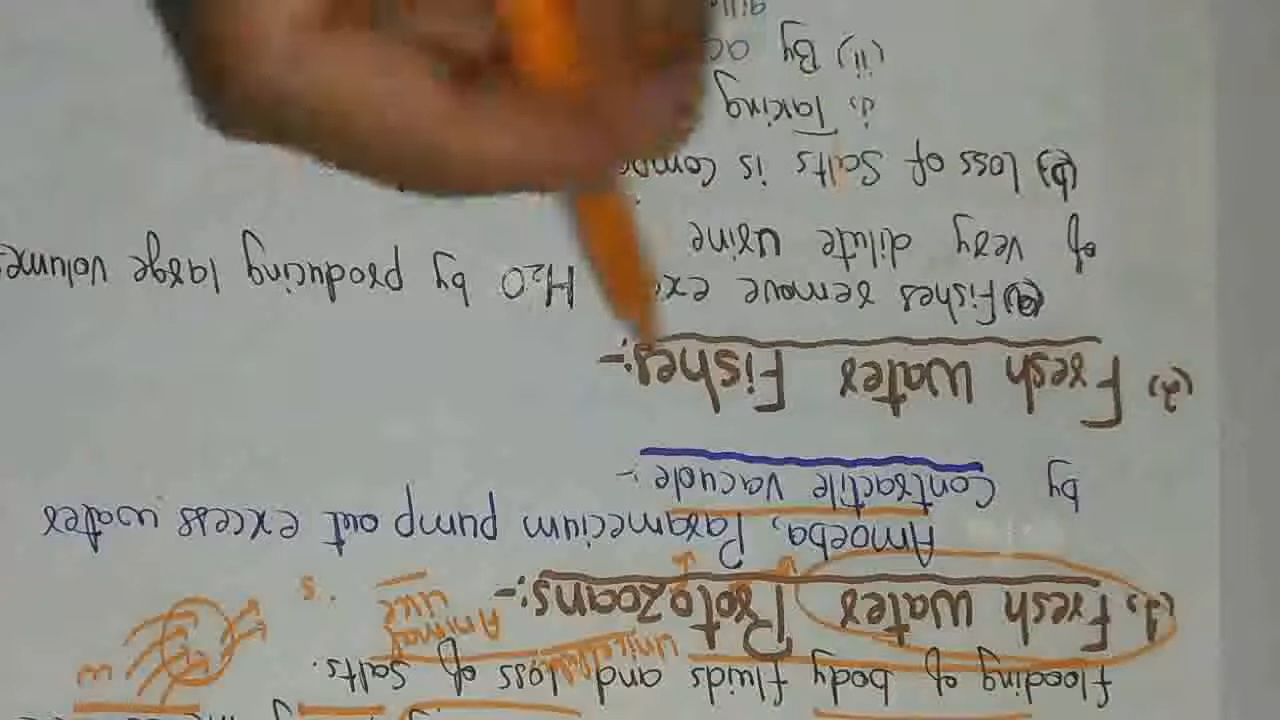 flooding of body fluids and loss of salts.
Unicellular
Animal
like
w
(1), Fresh water Protozoans:-
Amoeba, Paramecium pump out excess water
by Contractile vacuole:-
(2) Fresh water Fishes:-
(a) Fishes remove H2O by producing large volume
of very dilute urine
(b) loss of Salts is
is Taking
(ii) By